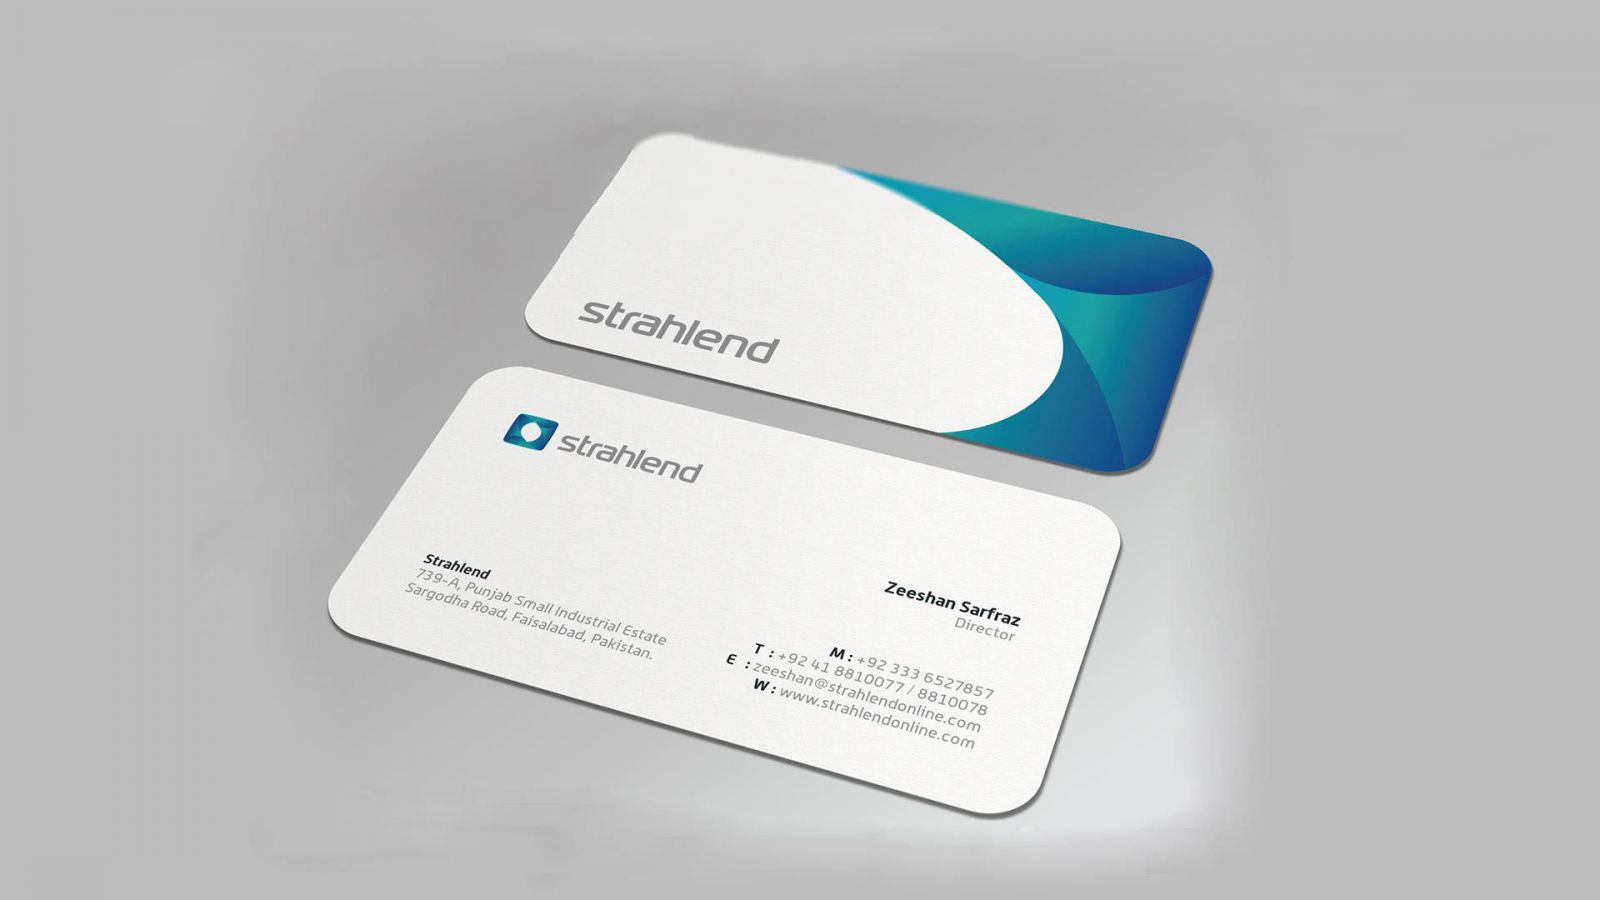 strahlend
strahlend
Strahlend
739-A, Punjab Small Industrial Estate
Sargodha Road, Faisalabad, Pakistan.
Zeeshan Sarfraz
Director
M : +92 333 6527857
T : +92 41 8810077 / 8810078
E : zeeshan@strahlendonline.com
W : www.strahlendonline.com